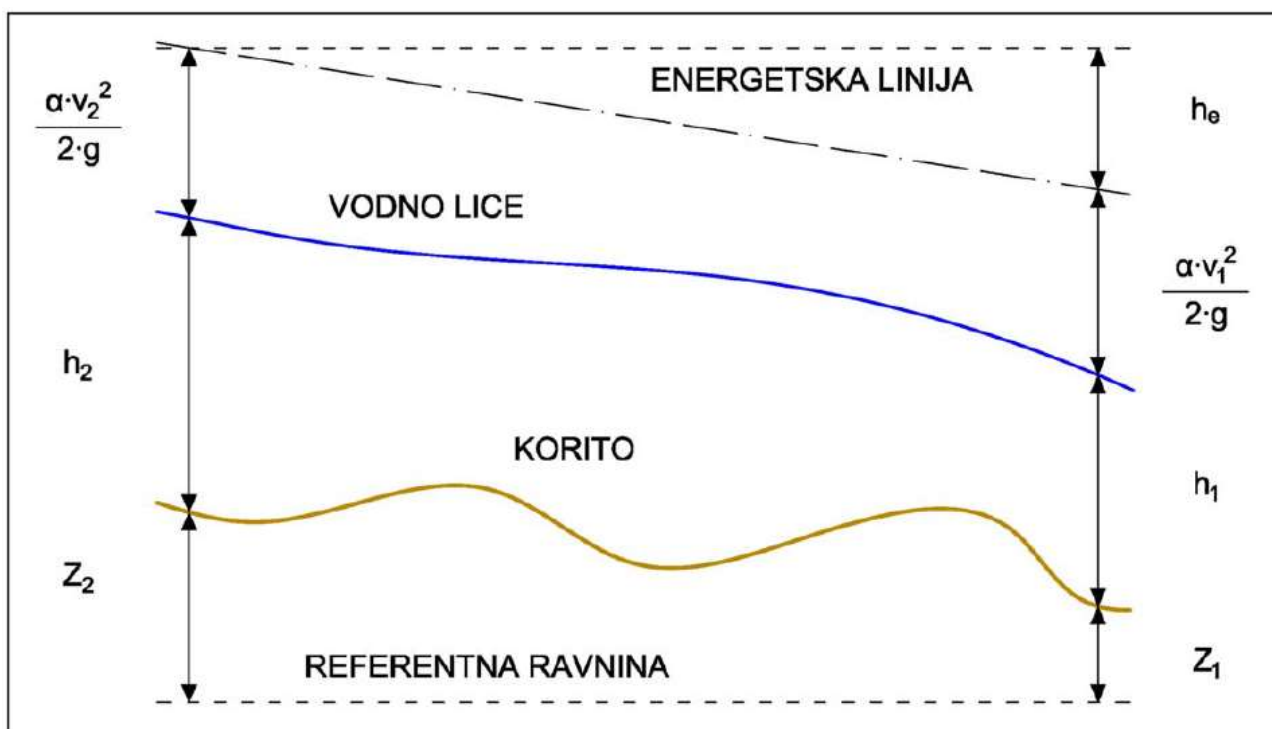 ENERGETSKA LINIJA
hₑ
α·v₂²
2·g
VODNO LICE
α·v₁²
2·g
h₂
KORITO
h₁
Z₂
REFERENTNA RAVNINA
Z₁